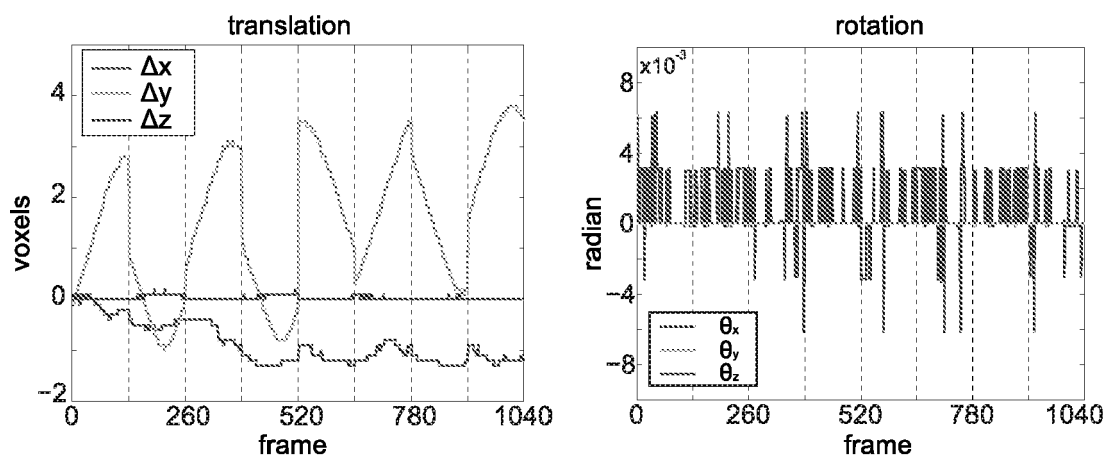 translation
Δx
Δy
Δz
4
2
0
−2
voxels
0 260 520 780 1040
frame
rotation
x10⁻³
8
4
0
−4
−8
radian
θx
θy
θz
0 260 520 780 1040
frame